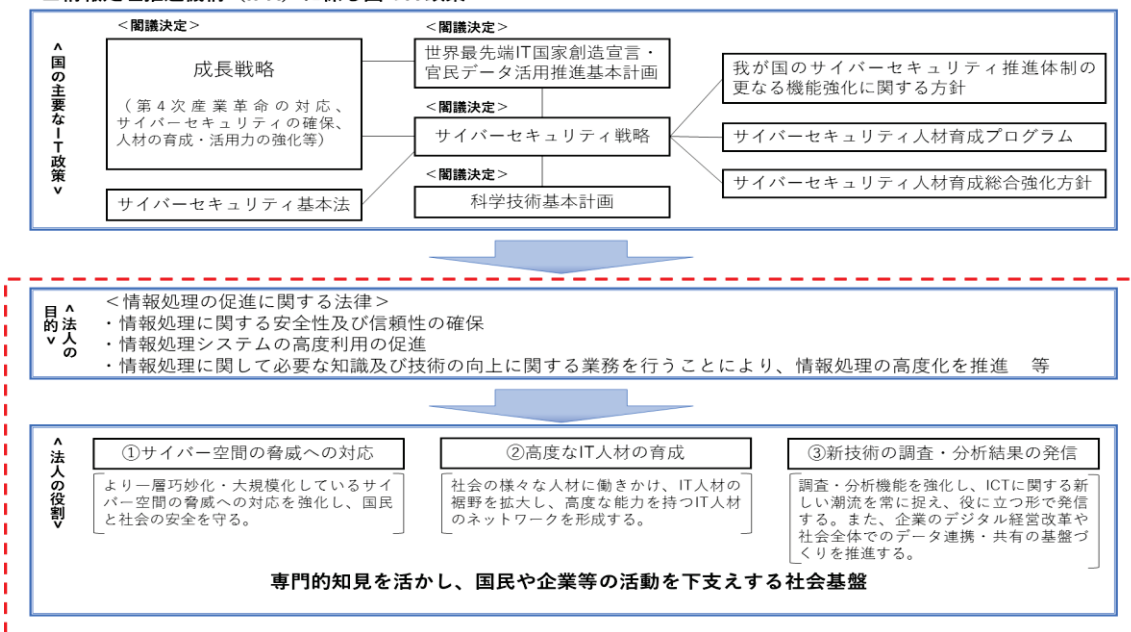 <閣議決定>
成長戦略
（第4次産業革命の対応、
サイバーセキュリティの確保、
人材の育成・活用力の強化等）
サイバーセキュリティ基本法
<閣議決定>
世界最先端IT国家創造宣言・
官民データ活用推進基本計画
<閣議決定>
サイバーセキュリティ戦略
<閣議決定>
科学技術基本計画
我が国のサイバーセキュリティ推進体制の
更なる機能強化に関する方針
サイバーセキュリティ人材育成プログラム
サイバーセキュリティ人材育成総合強化方針
<国の主要なIT政策>
<法人の
目的>
<情報処理の促進に関する法律>
・情報処理に関する安全性及び信頼性の確保
・情報処理システムの高度利用の促進
・情報処理に関して必要な知識及び技術の向上に関する業務を行うことにより、情報処理の高度化を推進　等
<法人の役割>
①サイバー空間の脅威への対応
より一層巧妙化・大規模化しているサイ
バー空間の脅威への対応を強化し、国民
と社会の安全を守る。
②高度なIT人材の育成
社会の様々な人材に働きかけ、IT人材の
裾野を拡大し、高度な能力を持つIT人材
のネットワークを形成する。
③新技術の調査・分析結果の発信
調査・分析機能を強化し、ICTに関する新
しい潮流を常に捉え、役に立つ形で発信
する。また、企業のデジタル経営改革や
社会全体でのデータ連携・共有の基盤づ
くりを推進する。
専門的知見を活かし、国民や企業等の活動を下支えする社会基盤